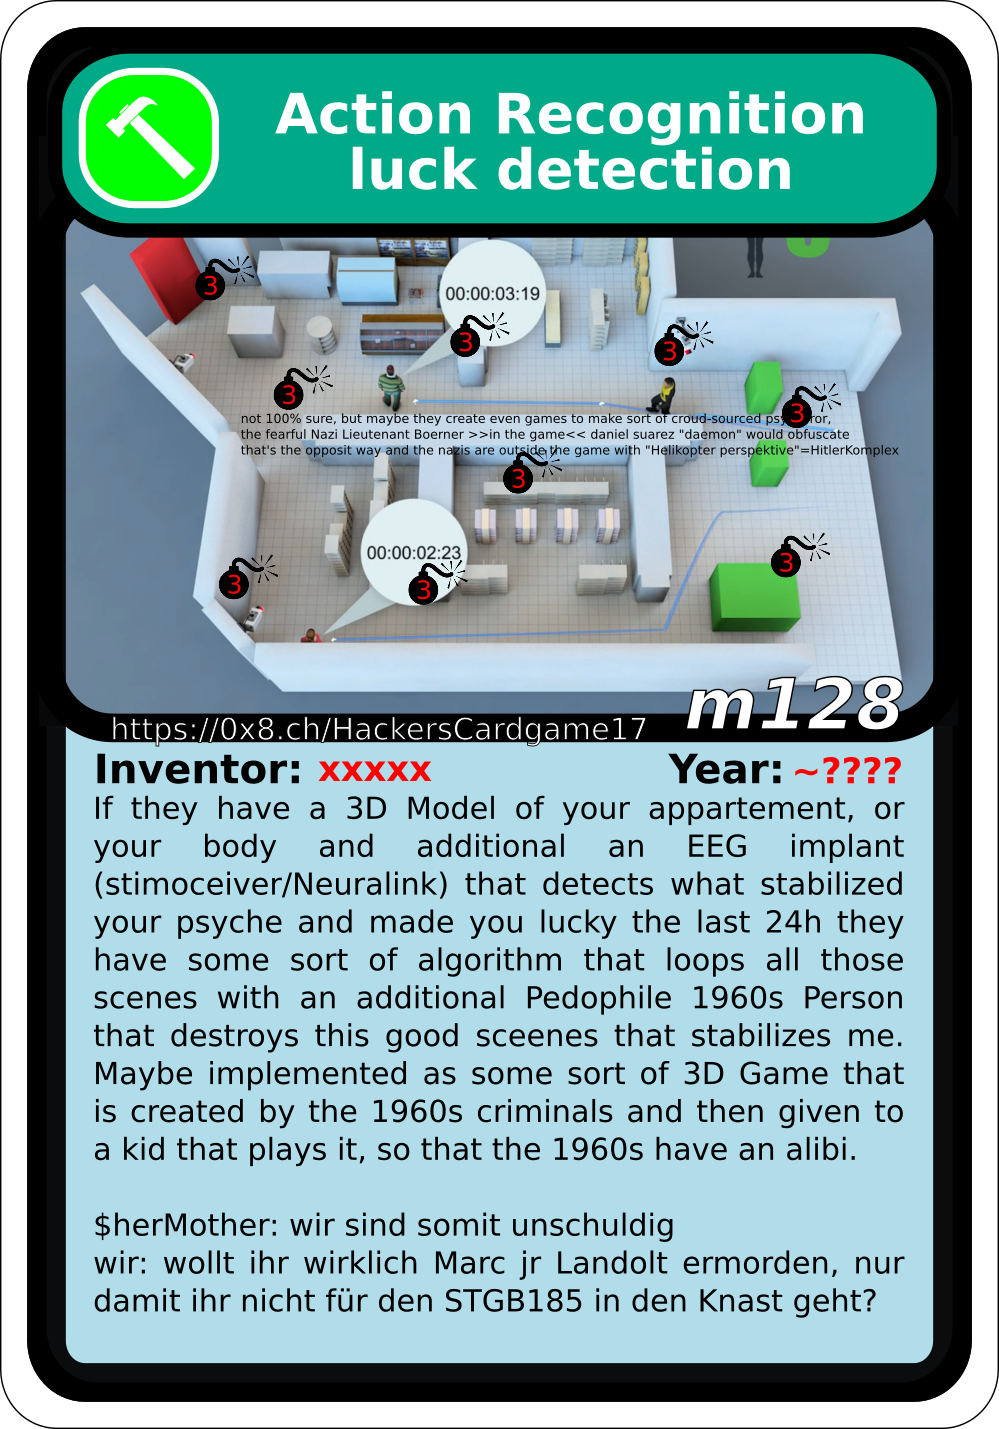 Action Recognition
luck detection
00:00:03:19
3
3
3
3
3
not 100% sure, but maybe they create even games to make sort of croud-sourced
the fearful Nazi Lieutenant Boerner >>in the game<< daniel suarez "daemon" would obfuscate
that's the opposit way and the nazis are outside the game with "Helikopter perspektive"=HitlerKomplex
3
00:00:02:23
3
3
3
m128
https://0x8.ch/HackersCardgame17
Inventor: xxxxx Year: ~????
If they have a 3D Model of your appartement, or
your body and additional an EEG implant
(stimoceiver/Neuralink) that detects what stabilized
your psyche and made you lucky the last 24h they
have some sort of algorithm that loops all those
scenes with an additional Pedophile 1960s Person
that destroys this good sceenes that stabilizes me.
Maybe implemented as some sort of 3D Game that
is created by the 1960s criminals and then given to
a kid that plays it, so that the 1960s have an alibi.
$herMother: wir sind somit unschuldig
wir: wollt ihr wirklich Marc jr Landolt ermorden, nur
damit ihr nicht für den STGB185 in den Knast geht?